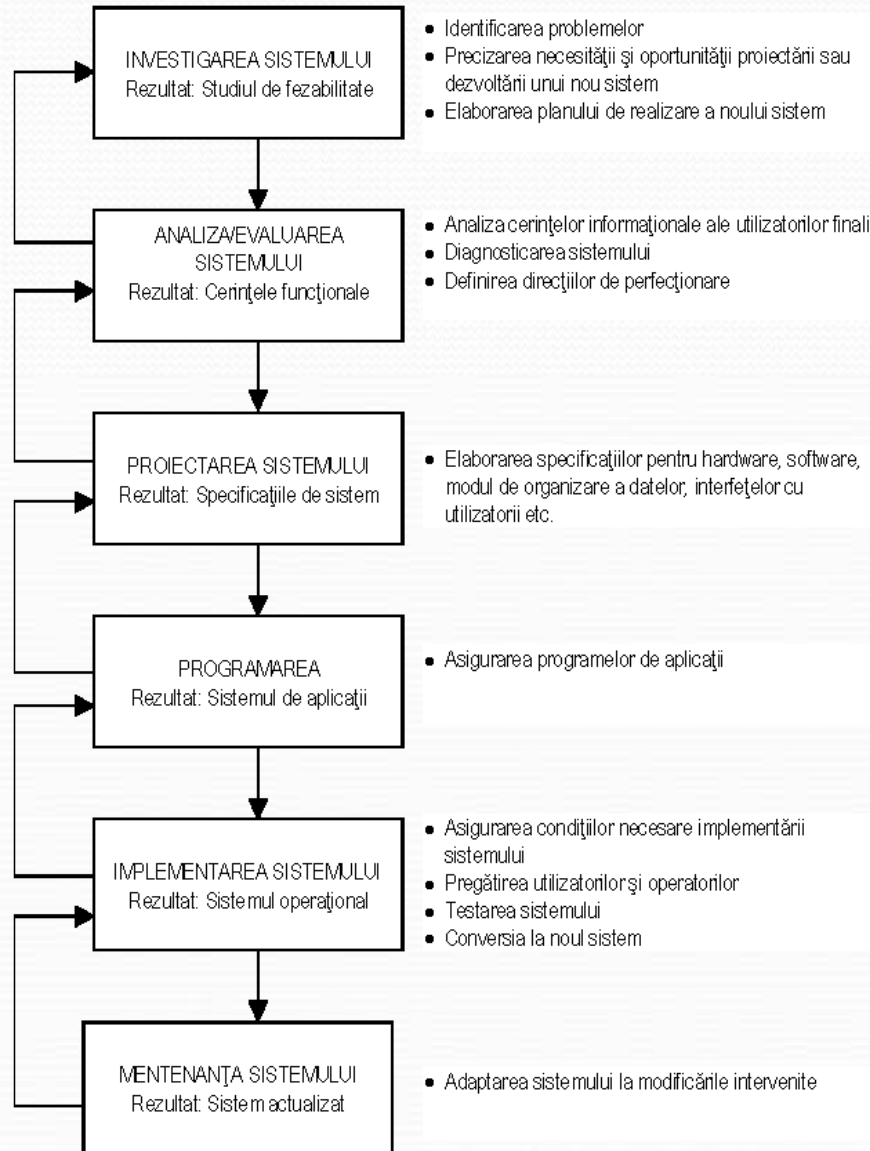 INVESTIGAREA SISTEMULUI
Rezultat: Studiul de fezabilitate
• Identificarea problemelor
• Precizarea necesităţii şi oportunităţii proiectării sau
dezvoltării unui nou sistem
• Elaborarea planului de realizare a noului sistem
ANALIZA/EVALUAREA
SISTEMULUI
Rezultat: Cerinţele funcţionale
• Analiza cerinţelor informaţionale ale utilizatorilor finali
• Diagnosticarea sistemului
• Definirea direcţiilor de perfecţionare
PROIECTAREA SISTEMULUI
Rezultat: Specificaţiile de sistem
• Elaborarea specificaţiilor pentru hardware, software,
modul de organizare a datelor, interfeţelor cu
utilizatorii etc.
PROGRAMAREA
Rezultat: Sistemul de aplicaţii
• Asigurarea programelor de aplicaţii
IMPLEMENTAREA SISTEMULUI
Rezultat: Sistemul operaţional
• Asigurarea condiţiilor necesare implementării
sistemului
• Pregătirea utilizatorilor şi operatorilor
• Testarea sistemului
• Conversia la noul sistem
MENTENANŢA SISTEMULUI
Rezultat: Sistem actualizat
• Adaptarea sistemului la modificările intervenite